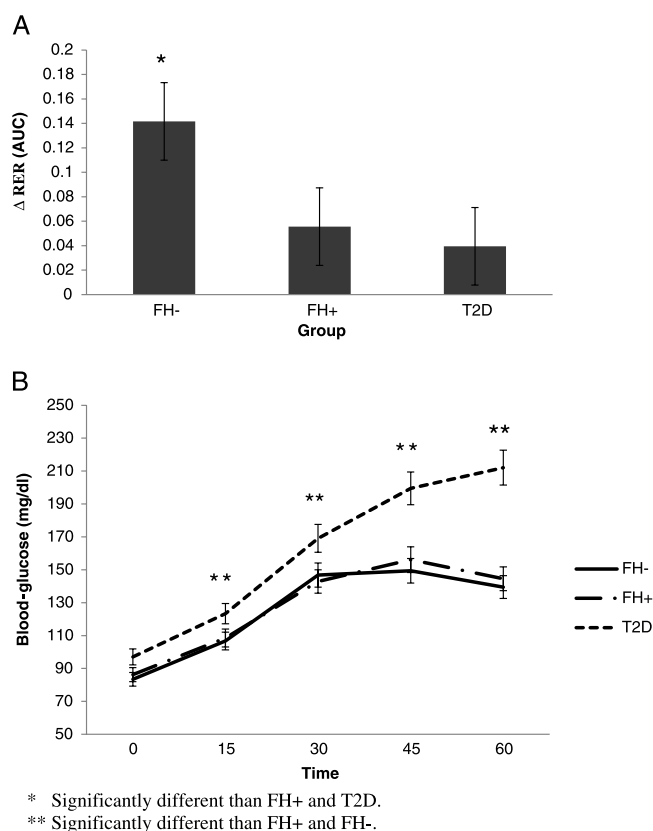 A
0.2
0.18
0.16
0.14
0.12
0.1
0.08
0.06
0.04
0.02
0
Δ RER (AUC)
*
FH- FH+ T2D
Group
B
250
230
210
190
170
150
130
110
90
70
50
Blood-glucose (mg/dl)
** ** ** **
FH-
FH+
T2D
0 15 30 45 60
Time
* Significantly different than FH+ and T2D.
** Significantly different than FH+ and FH-.